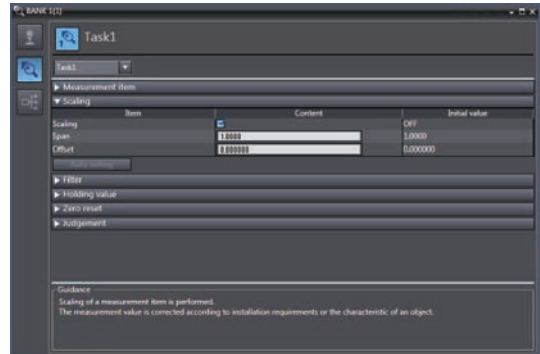 BANK 1(1)
Task1
Task1
Measurement item
Scaling
Item Content Initial value
Scaling OFF
Span 1.0000 1.0000
Offset 0.000000 0.000000
Auto setting
Filter
Holding value
Zero reset
Judgement
Guidance
Scaling of a measurement item is performed.
The measurement value is corrected according to installation requirements or the characteristic of an object.